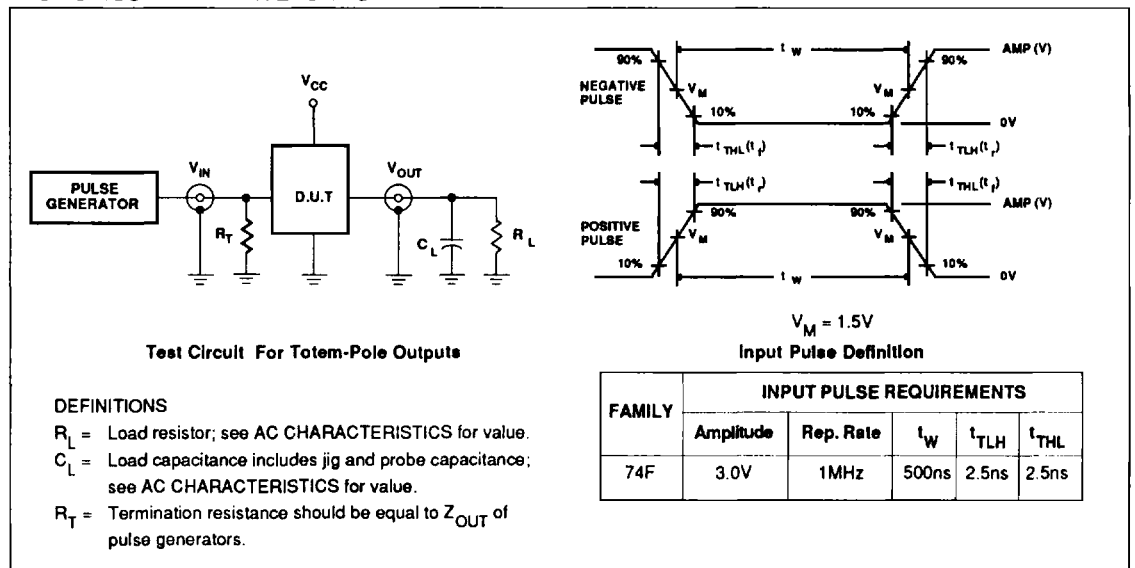 V_CC
V_IN
V_OUT
PULSE
GENERATOR
D.U.T
R_T
C_L
R_L
Test Circuit For Totem-Pole Outputs
DEFINITIONS
R_L = Load resistor; see AC CHARACTERISTICS for value.
C_L = Load capacitance includes jig and probe capacitance;
see AC CHARACTERISTICS for value.
R_T = Termination resistance should be equal to Z_OUT of
pulse generators.
t_W
AMP (V)
90%
90%
NEGATIVE
PULSE
V_M
V_M
10%
10%
0V
t_THL(t_f)
t_TLH(t_r)
t_TLH(t_r)
t_THL(t_f)
AMP (V)
90%
90%
POSITIVE
PULSE
V_M
V_M
10%
10%
t_W
0V
V_M = 1.5V
Input Pulse Definition
FAMILY
INPUT PULSE REQUIREMENTS
Amplitude Rep. Rate t_W t_TLH t_THL
74F 3.0V 1MHz 500ns 2.5ns 2.5ns